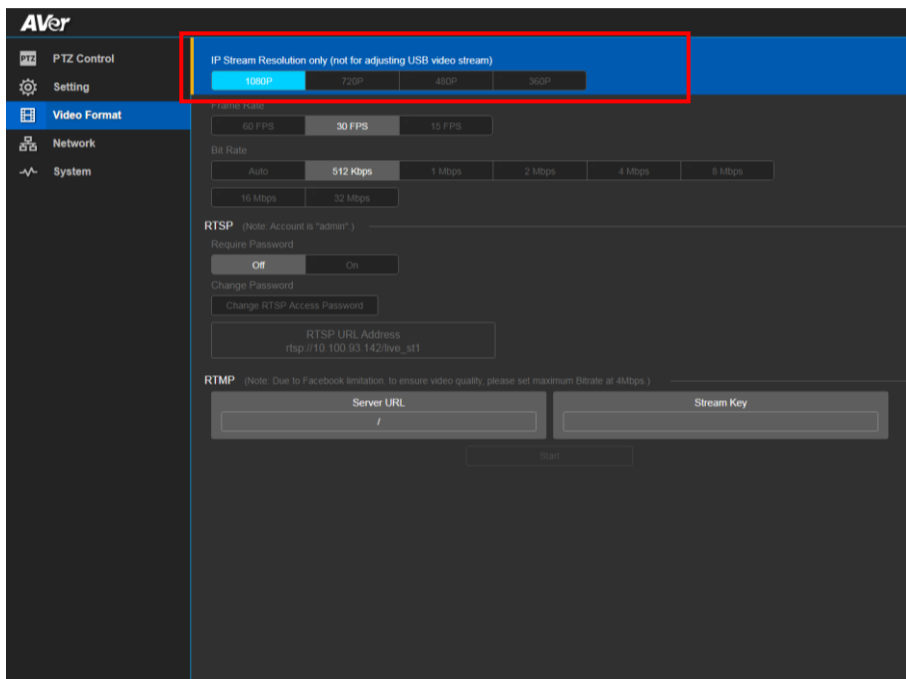 AVer
PTZ PTZ Control
Setting
Video Format
Network
System
IP Stream Resolution only (not for adjusting USB video stream)
1080P 720P 480P 360P
Frame Rate
60 FPS 30 FPS 15 FPS
Bit Rate
Auto 512 Kbps 1 Mbps 2 Mbps 4 Mbps 8 Mbps
16 Mbps 32 Mbps
RTSP (Note: Account is "admin".)
Require Password
Off On
Change Password
Change RTSP Access Password
RTSP URL Address
rtsp://10.100.93.142/live_st1
RTMP (Note: Due to Facebook limitation, to ensure video quality, please set maximum Bitrate at 4Mbps.)
Server URL Stream Key
/
Start